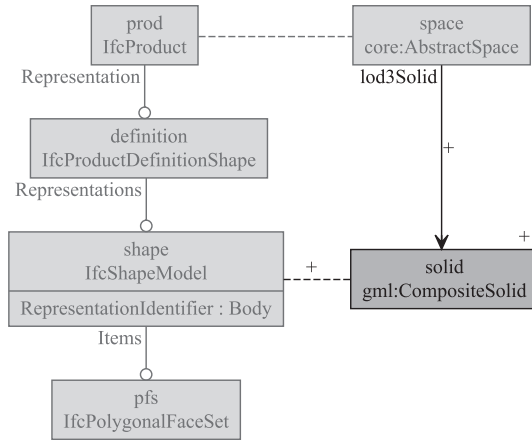 prod
IfcProduct
space
core:AbstractSpace
Representation
lod3Solid
definition
IfcProductDefinitionShape
+
Representations
+
shape
IfcShapeModel
+
solid
gml:CompositeSolid
RepresentationIdentifier : Body
Items
pfs
IfcPolygonalFaceSet